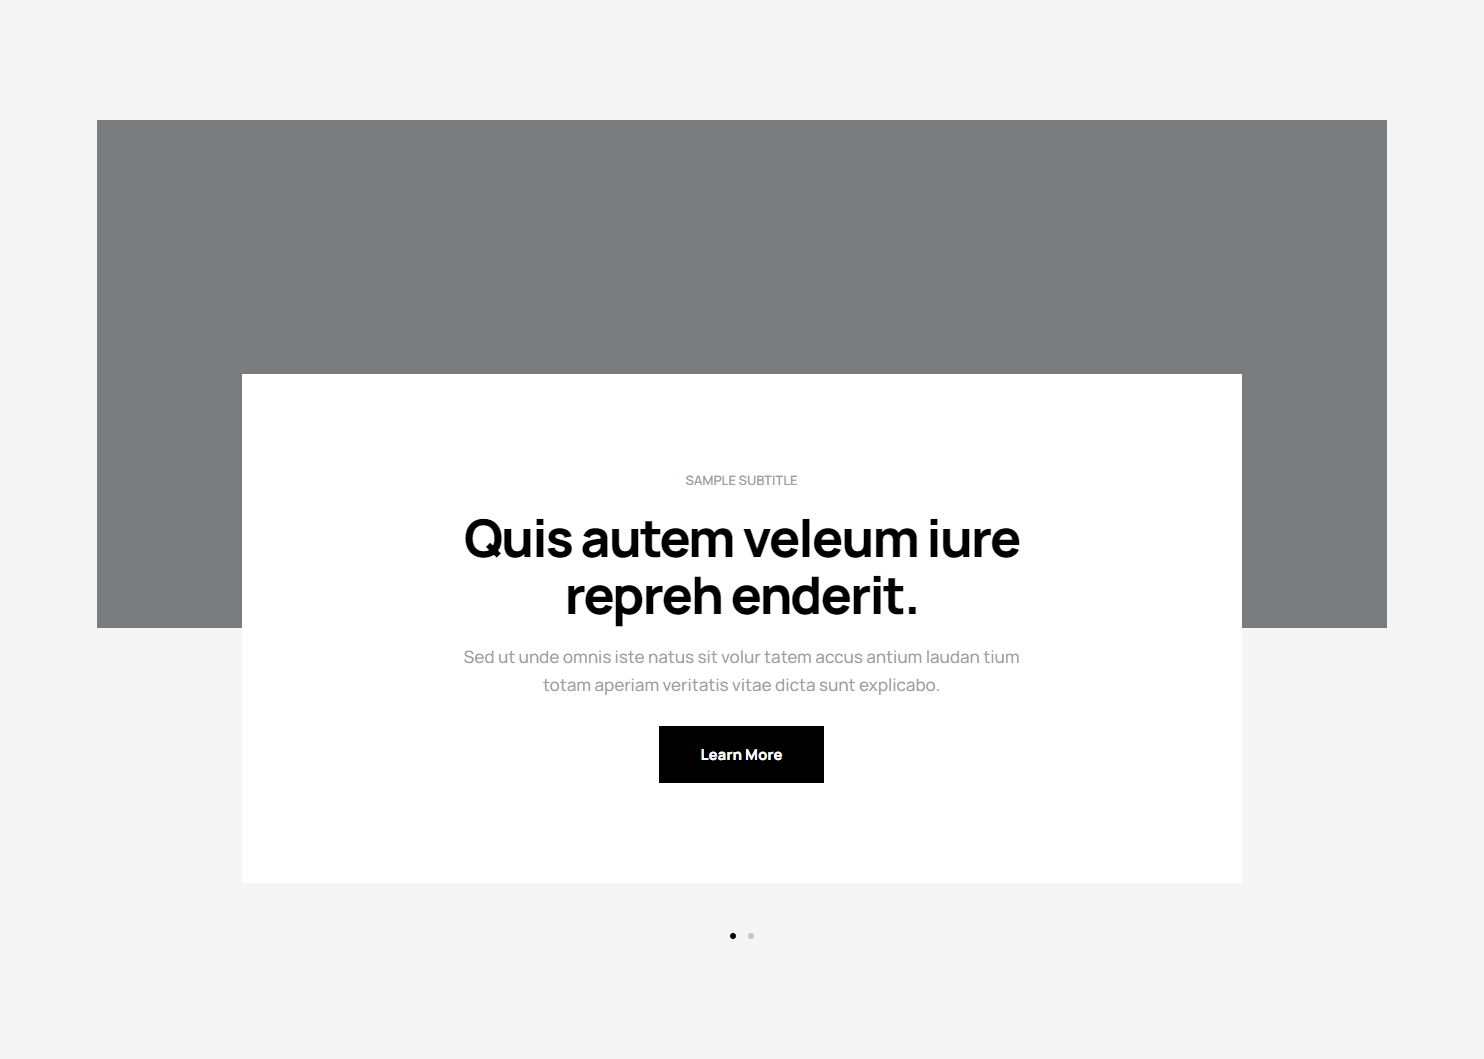 SAMPLE SUBTITLE
Quis autem veleum iure
repreh enderit.
Sed ut unde omnis iste natus sit volur tatem accus antium laudan tium
totam aperiam veritatis vitae dicta sunt explicabo.
Learn More